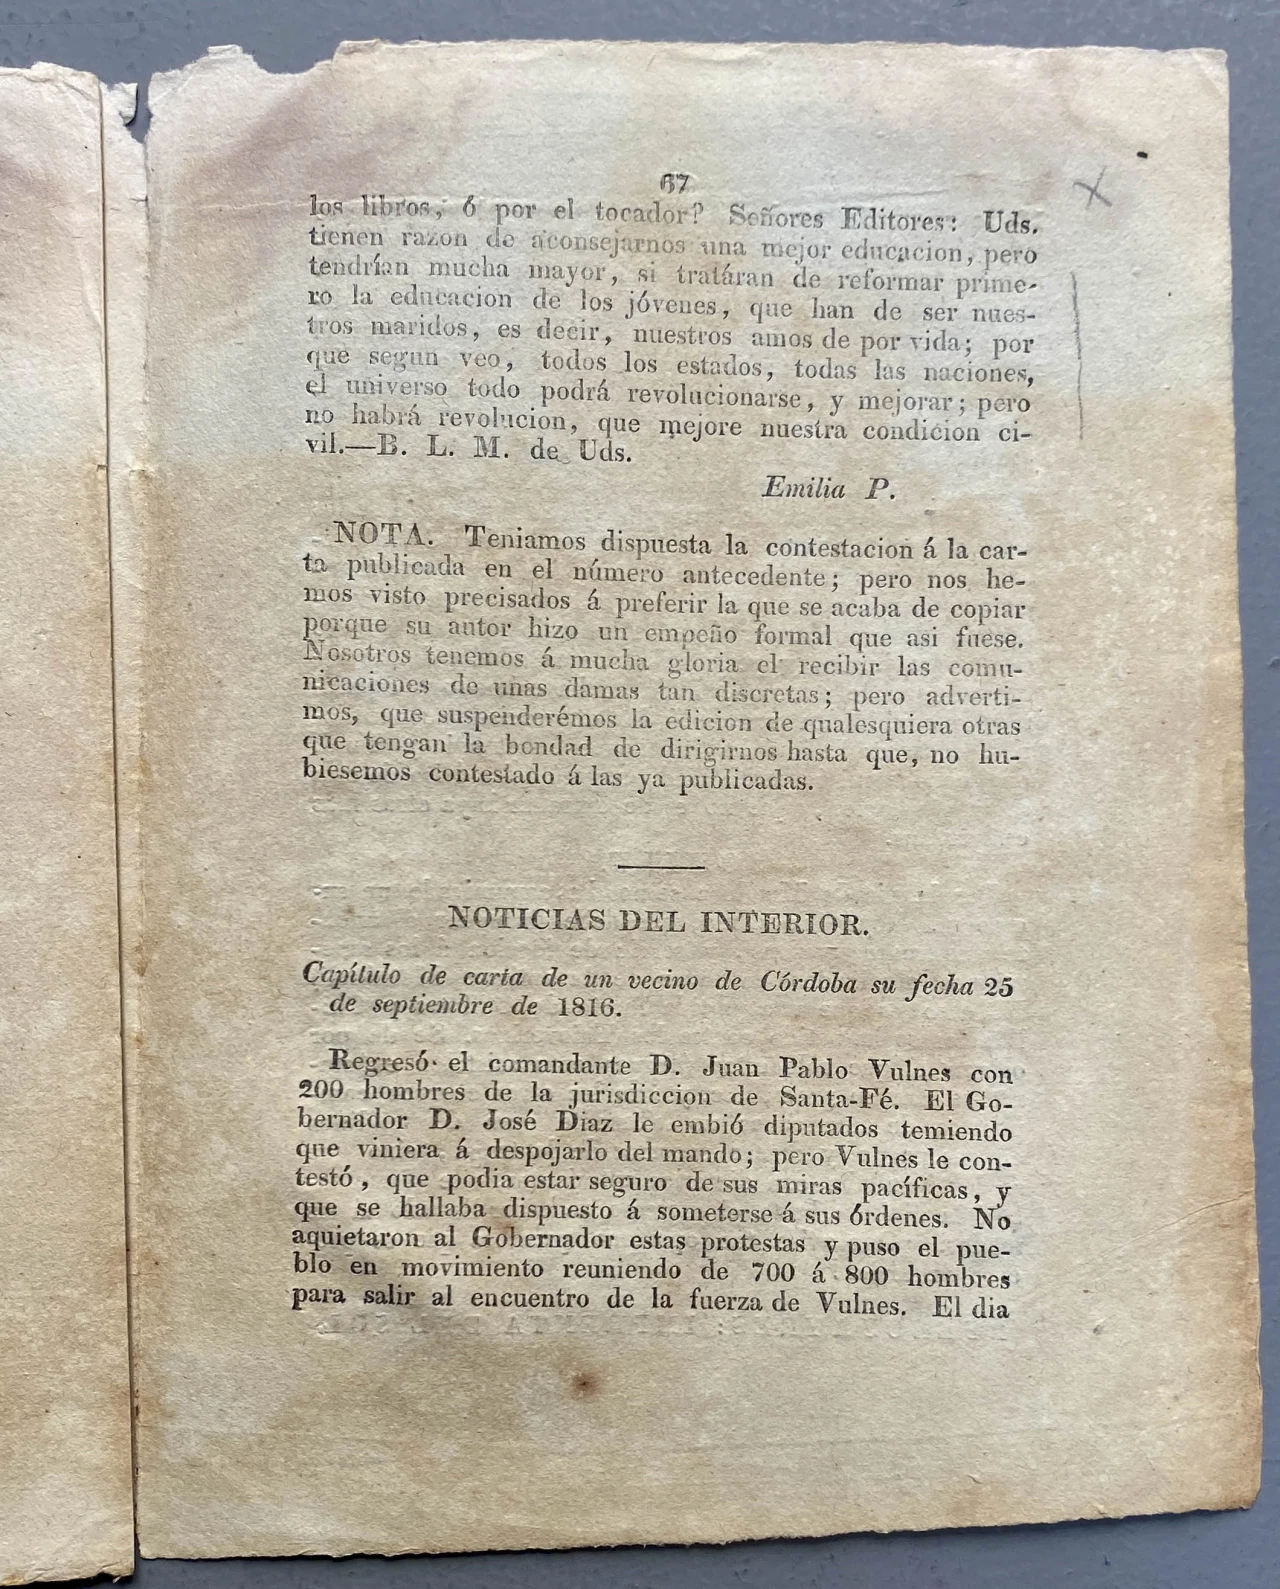 67
los libros, ó por el tocador? Señores Editores: Uds.
tienen razon de aconsejarnos una mejor educacion, pero
tendrían mucha mayor, si tratáran de reformar prime-
ro la educacion de los jóvenes, que han de ser nues-
tros maridos, es decir, nuestros amos de por vida; por
que segun veo, todos los estados, todas las naciones,
el universo todo podrá revolucionarse, y mejorar; pero
no habrá revolucion, que mejore nuestra condicion ci-
vil.—B. L. M. de Uds.
Emilia P.
NOTA. Teniamos dispuesta la contestacion á la car-
ta publicada en el número antecedente; pero nos he-
mos visto precisados á preferir la que se acaba de copiar
porque su autor hizo un empeño formal que asi fuese.
Nosotros tenemos á mucha gloria el recibir las comu-
nicaciones de unas damas tan discretas; pero adverti-
mos, que suspenderémos la edicion de qualesquiera otras
que tengan la bondad de dirigirnos hasta que, no hu-
biesemos contestado á las ya publicadas.
NOTICIAS DEL INTERIOR.
Capítulo de carta de un vecino de Córdoba su fecha 25
de septiembre de 1816.
Regresó el comandante D. Juan Pablo Vulnes con
200 hombres de la jurisdiccion de Santa-Fé. El Go-
bernador D. José Diaz le embió diputados temiendo
que viniera á despojarlo del mando; pero Vulnes le con-
testó, que podia estar seguro de sus miras pacíficas, y
que se hallaba dispuesto á someterse á sus órdenes. No
aquietaron al Gobernador estas protestas y puso el pue-
blo en movimiento reuniendo de 700 á 800 hombres
para salir al encuentro de la fuerza de Vulnes. El dia